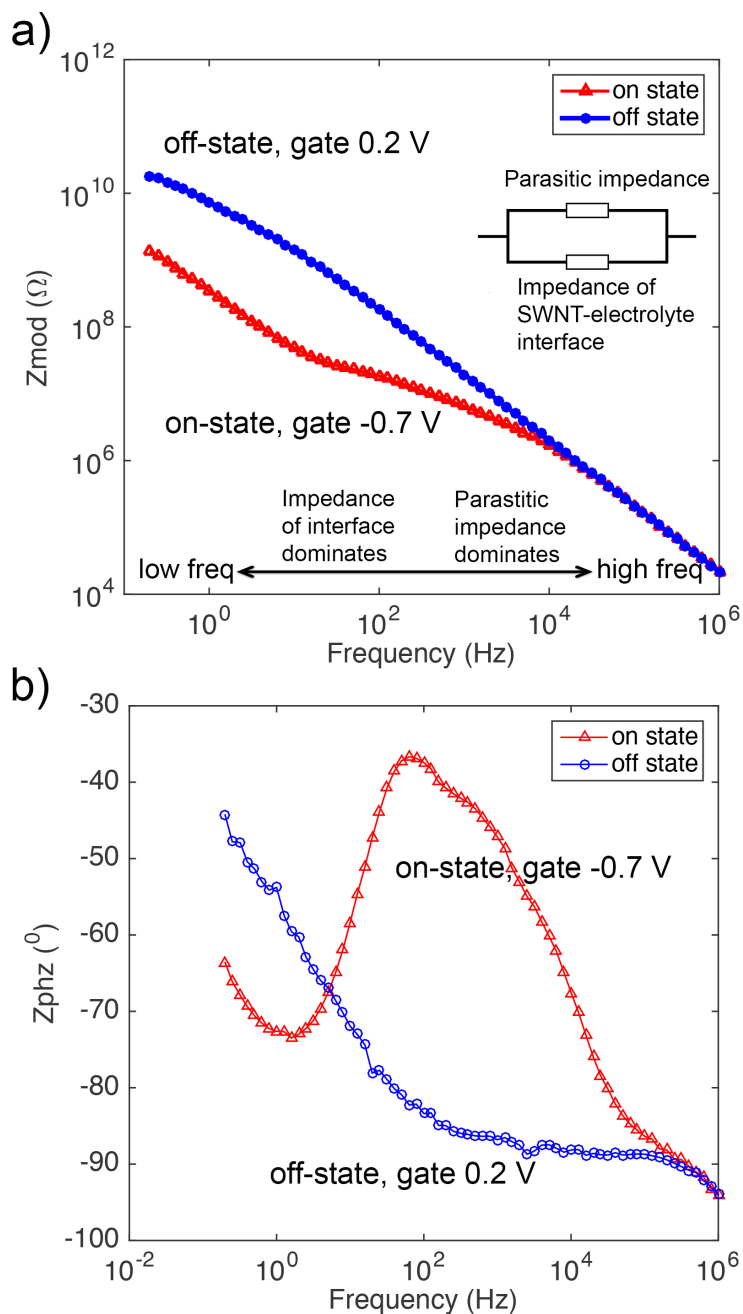 a)
10^12
10^10
10^8
10^6
10^4
Zmod (Ω)
on state
off state
off-state, gate 0.2 V
Parasitic impedance
Impedance of
SWNT-electrolyte
interface
on-state, gate -0.7 V
Impedance
of interface
dominates
Parastitic
impedance
dominates
low freq
high freq
10^0
10^2
10^4
10^6
Frequency (Hz)
b)
-30
-40
-50
-60
-70
-80
-90
-100
Zphz (^0)
on state
off state
on-state, gate -0.7 V
off-state, gate 0.2 V
10^-2
10^0
10^2
10^4
10^6
Frequency (Hz)